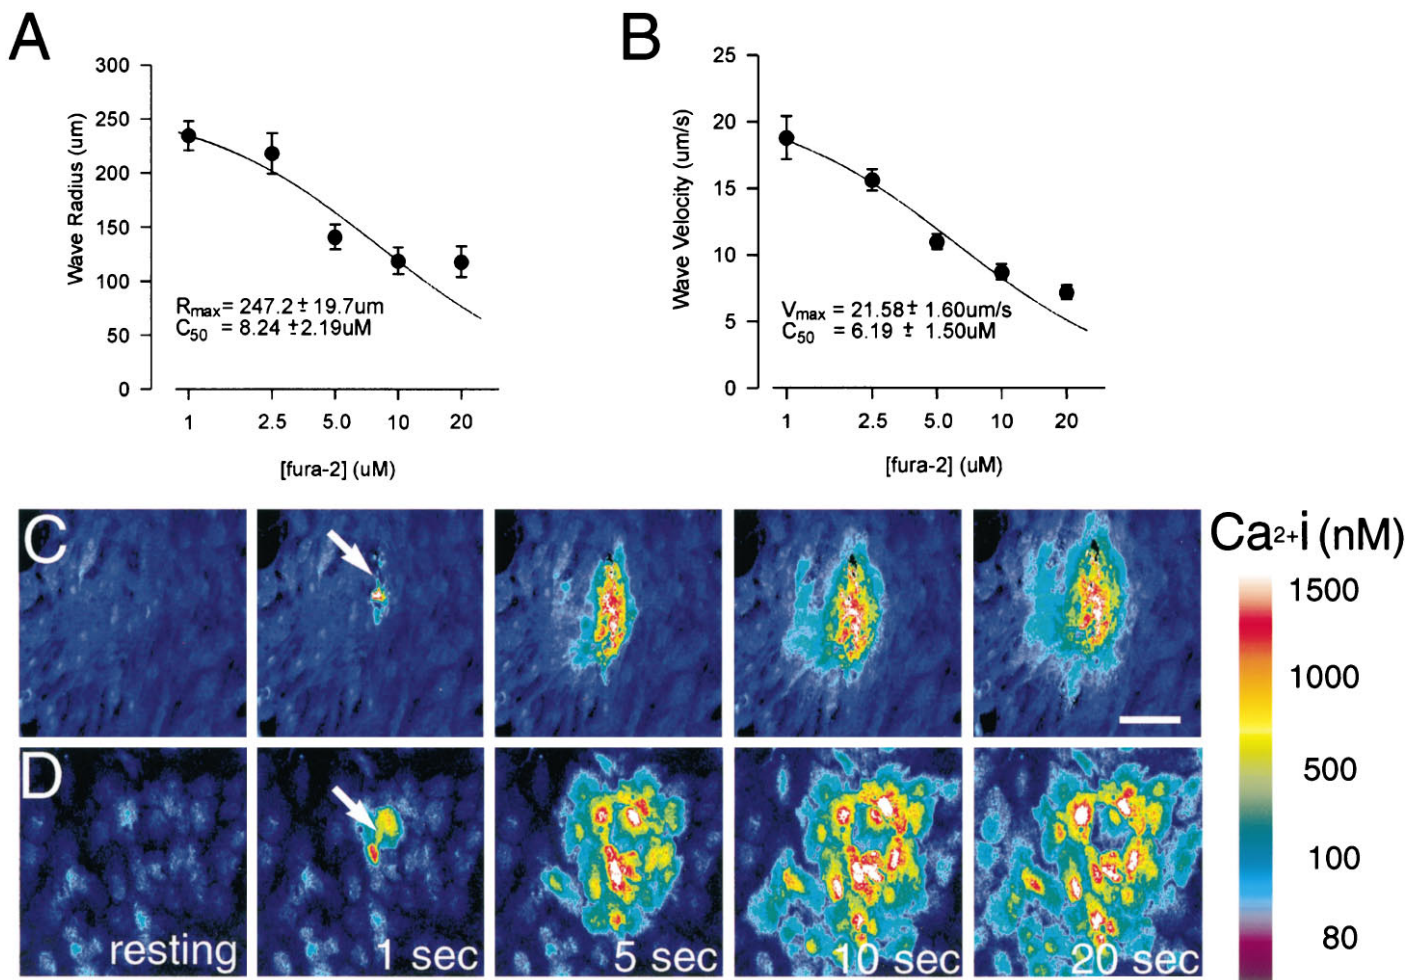 A
300
250
200
150
100
50
0
Wave Radius (um)
Rmax = 247.2 ± 19.7um
C50 = 8.24 ±2.19uM
1 2.5 5.0 10 20
[fura-2] (uM)
B
25
20
15
10
5
0
Wave Velocity (um/s)
Vmax = 21.58 ± 1.60um/s
C50 = 6.19 ± 1.50uM
1 2.5 5.0 10 20
[fura-2] (uM)
C
D
resting
1 sec
5 sec
10 sec
20 sec
Ca2+i (nM)
1500
1000
500
100
80